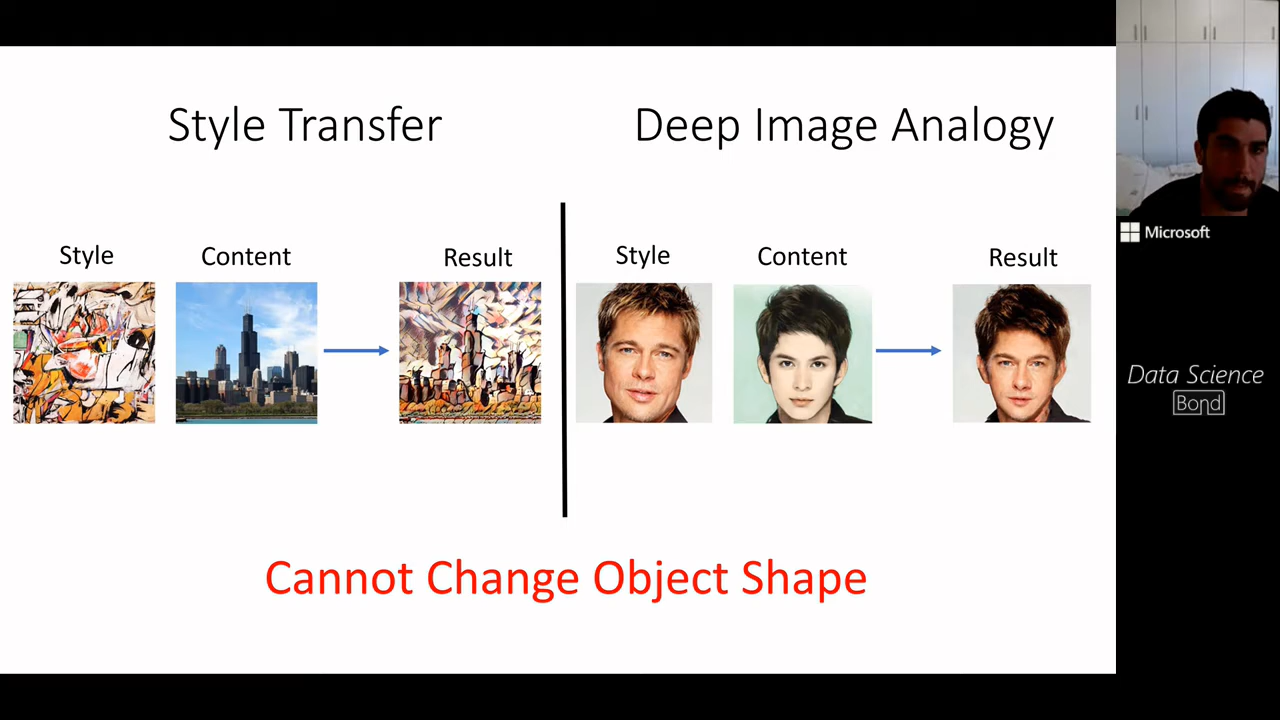 Style Transfer
Deep Image Analogy
Style
Content
Result
Style
Content
Result
Cannot Change Object Shape
Microsoft
Data Science
Bond